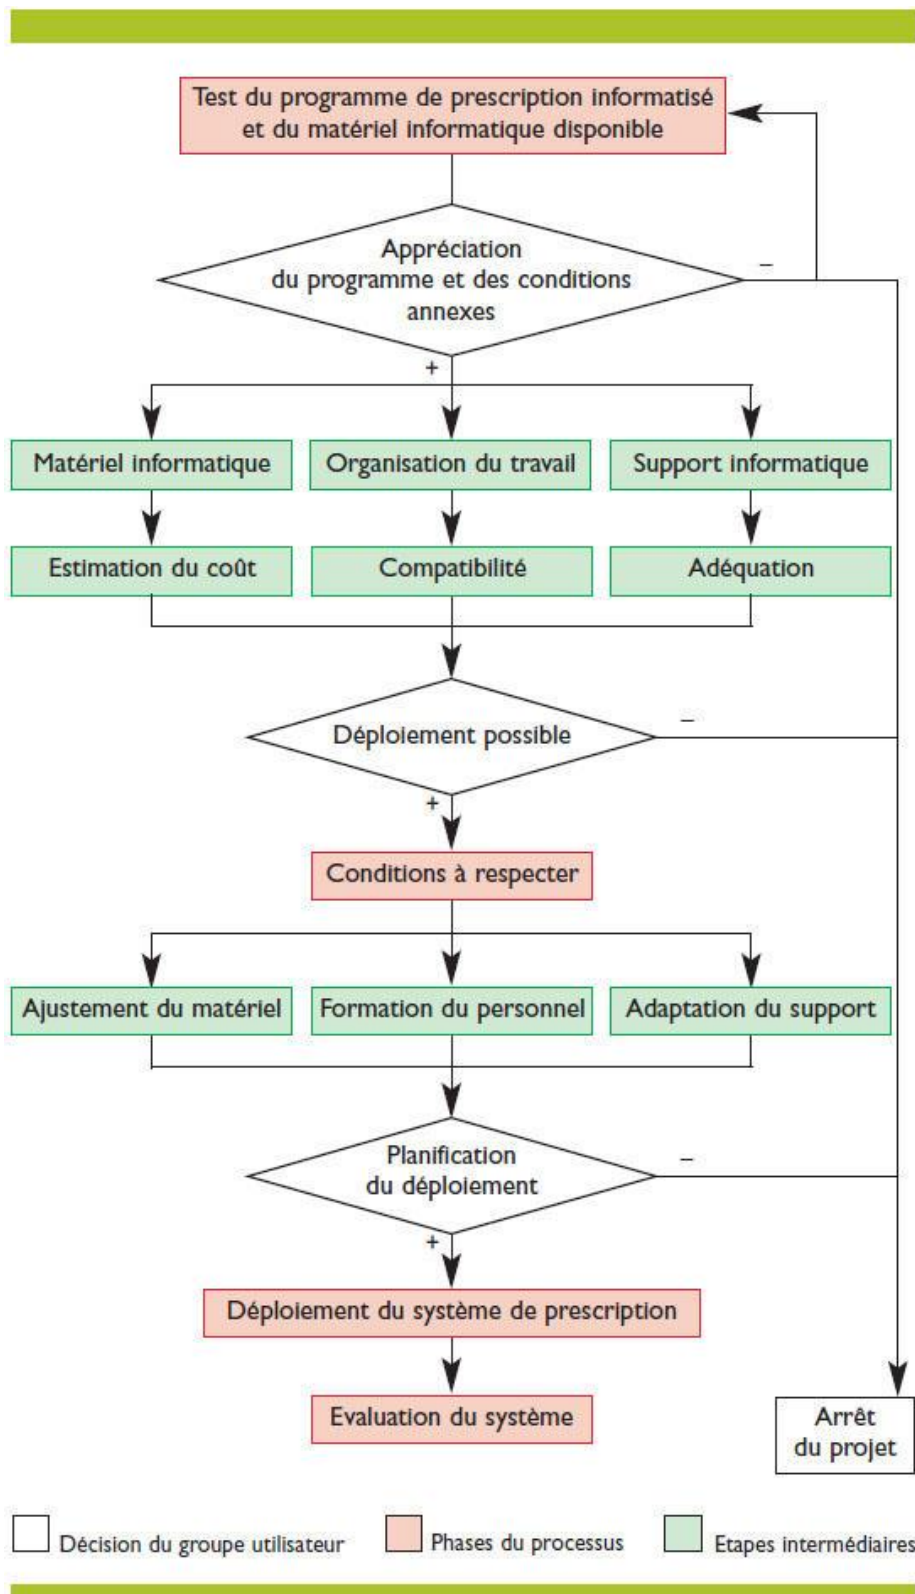 Test du programme de prescription informatisé
et du matériel informatique disponible
Appréciation
du programme et des conditions
annexes
–
+
Matériel informatique
Organisation du travail
Support informatique
Estimation du coût
Compatibilité
Adéquation
Déploiement possible
–
+
Conditions à respecter
Ajustement du matériel
Formation du personnel
Adaptation du support
Planification
du déploiement
–
+
Déploiement du système de prescription
Evaluation du système
Arrêt
du projet
Décision du groupe utilisateur
Phases du processus
Etapes intermédiaires